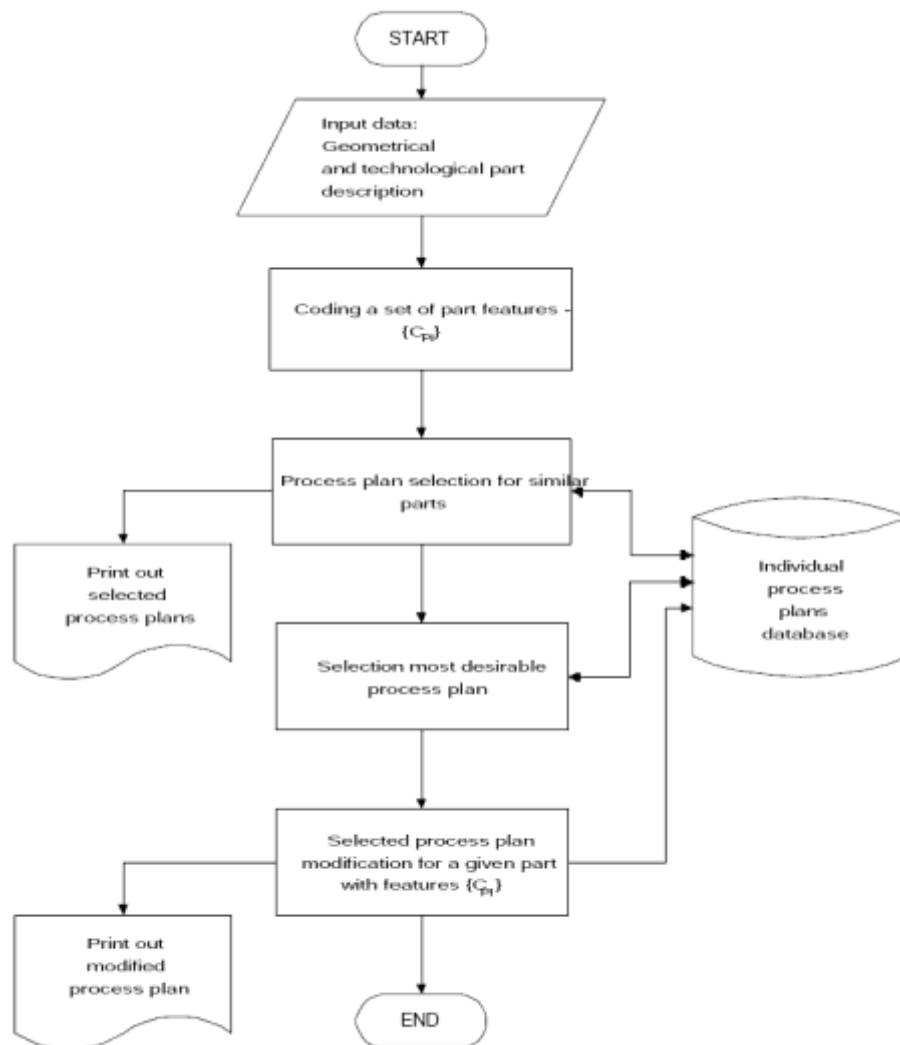 START
Input data:
Geometrical
and technological part
description
Coding a set of part features -
{C_PI}
Process plan selection for similar
parts
Print out
selected
process plans
Individual
process
plans
database
Selection most desirable
process plan
Selected process plan
modification for a given part
with features {C_PI}
Print out
modified
process plan
END